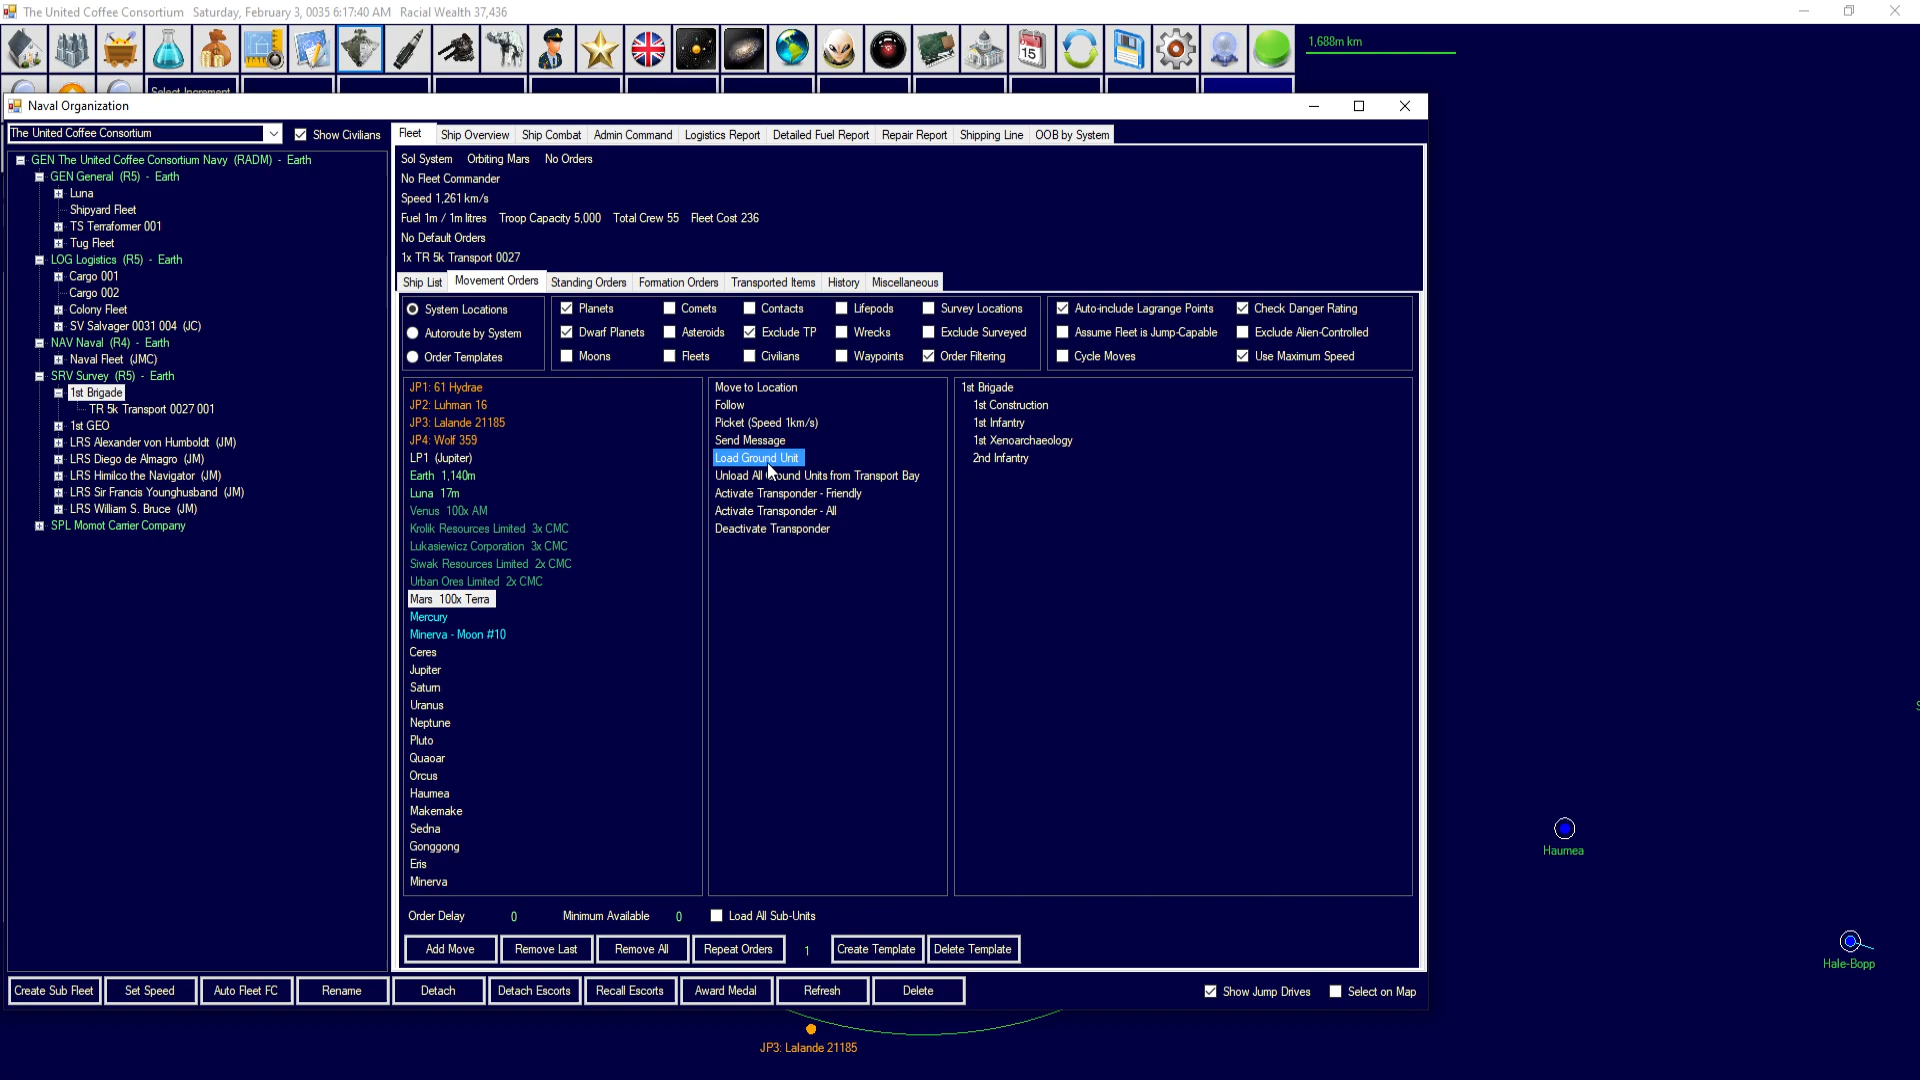 The United Coffee Consortium Saturday, February 3, 0035 6:17:40 AM Racial Wealth 37,436
15
1,688m km
Select Increment
Naval Organization
The United Coffee Consortium
Show Civilians
Fleet
Ship Overview
Ship Combat
Admin Command
Logistics Report
Detailed Fuel Report
Repair Report
Shipping Line
OOB by System
GEN The United Coffee Consortium Navy (RADM) - Earth
GEN General (R5) - Earth
Luna
Shipyard Fleet
TS Terraformer 001
Tug Fleet
LOG Logistics (R5) - Earth
Cargo 001
Cargo 002
Colony Fleet
SV Salvager 0031 004 (JC)
NAV Naval (R4) - Earth
Naval Fleet (JMC)
SRV Survey (R5) - Earth
1st Brigade
TR 5k Transport 0027 001
1st GEO
LRS Alexander von Humboldt (JM)
LRS Diego de Almagro (JM)
LRS Himilco the Navigator (JM)
LRS Sir Francis Younghusband (JM)
LRS William S. Bruce (JM)
SPL Momot Carrier Company
Sol System Orbiting Mars No Orders
No Fleet Commander
Speed 1,261 km/s
Fuel 1m / 1m litres Troop Capacity 5,000 Total Crew 55 Fleet Cost 236
No Default Orders
1x TR 5k Transport 0027
Ship List
Movement Orders
Standing Orders
Formation Orders
Transported Items
History
Miscellaneous
System Locations
Autoroute by System
Order Templates
Planets
Comets
Contacts
Lifepods
Survey Locations
Dwarf Planets
Asteroids
Exclude TP
Wrecks
Exclude Surveyed
Moons
Fleets
Civilians
Waypoints
Order Filtering
Auto-include Lagrange Points
Check Danger Rating
Assume Fleet is Jump-Capable
Exclude Alien-Controlled
Cycle Moves
Use Maximum Speed
JP1: 61 Hydrae
JP2: Luhman 16
JP3: Lalande 21185
JP4: Wolf 359
LP1 (Jupiter)
Earth 1,140m
Luna 17m
Venus 100x AM
Krolik Resources Limited 3x CMC
Lukasiewicz Corporation 3x CMC
Siwak Resources Limited 2x CMC
Urban Ores Limited 2x CMC
Mars 100x Terra
Mercury
Minerva - Moon #10
Ceres
Jupiter
Saturn
Uranus
Neptune
Pluto
Quaoar
Orcus
Haumea
Makemake
Sedna
Gonggong
Eris
Minerva
Move to Location
Follow
Picket (Speed 1km/s)
Send Message
Load Ground Unit
Unload All Ground Units from Transport Bay
Activate Transponder - Friendly
Activate Transponder - All
Deactivate Transponder
1st Brigade
1st Construction
1st Infantry
1st Xenoarchaeology
2nd Infantry
Order Delay 0
Minimum Available 0
Load All Sub-Units
Add Move
Remove Last
Remove All
Repeat Orders
1
Create Template
Delete Template
Create Sub Fleet
Set Speed
Auto Fleet FC
Rename
Detach
Detach Escorts
Recall Escorts
Award Medal
Refresh
Delete
Show Jump Drives
Select on Map
Haumea
Hale-Bopp
JP3: Lalande 21185